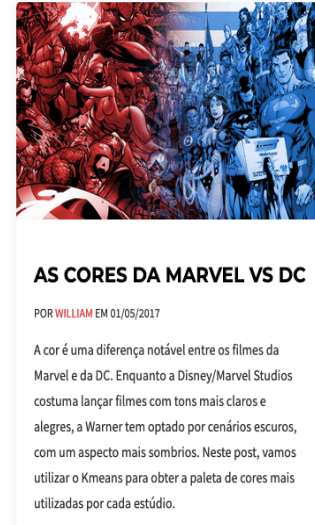 AS CORES DA MARVEL VS DC
POR WILLIAM EM 01/05/2017
A cor é uma diferença notável entre os filmes da
Marvel e da DC. Enquanto a Disney/Marvel Studios
costuma lançar filmes com tons mais claros e
alegres, a Warner tem optado por cenários escuros,
com um aspecto mais sombrios. Neste post, vamos
utilizar o Kmeans para obter a paleta de cores mais
utilizadas por cada estúdio.